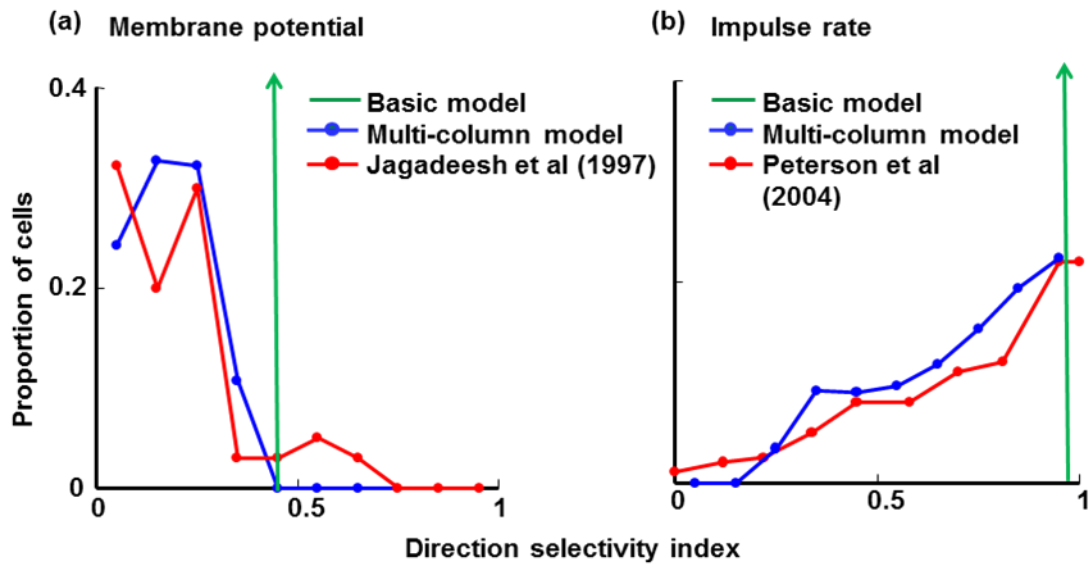 (a) Membrane potential
0.4
Basic model
Multi-column model
Jagadeesh et al (1997)
Proportion of cells
0.2
0
0
0.5
1
(b) Impulse rate
Basic model
Multi-column model
Peterson et al
(2004)
0
0.5
1
Direction selectivity index